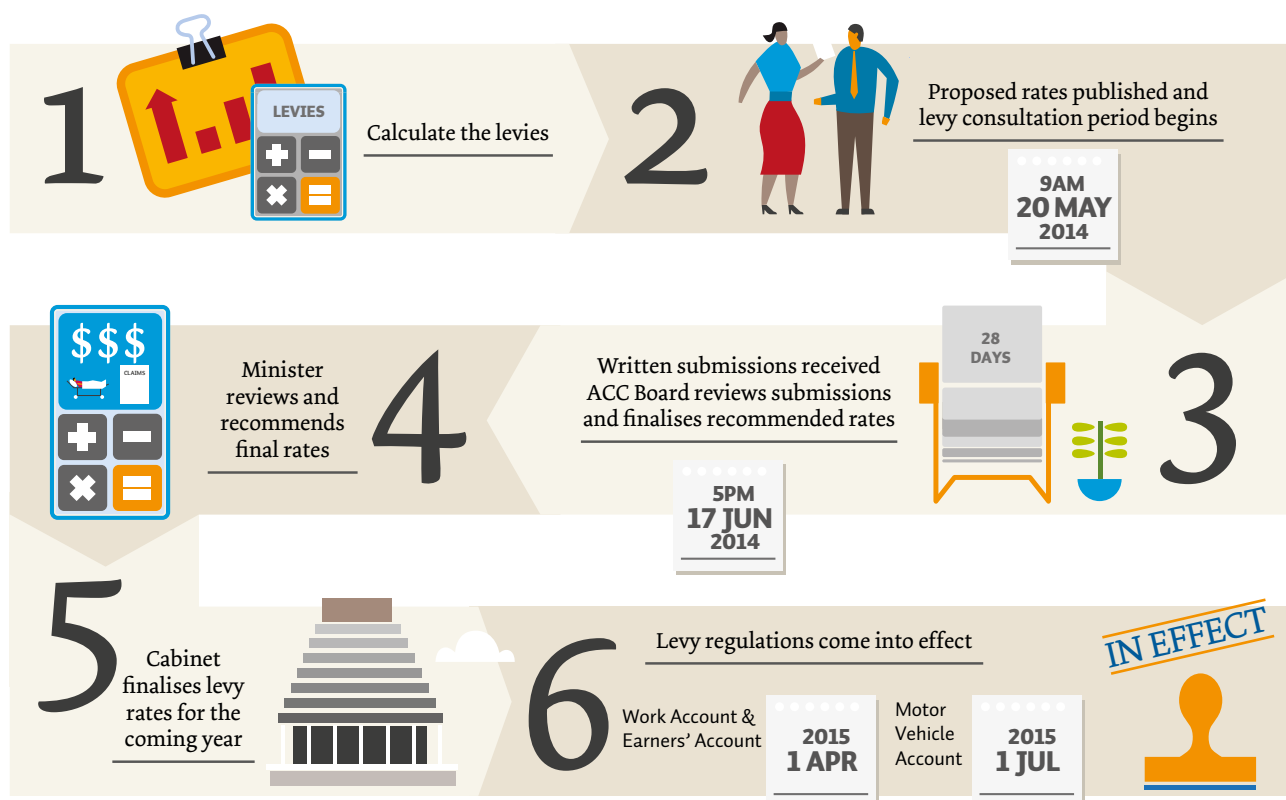 1
LEVIES
Calculate the levies
2
Proposed rates published and
levy consultation period begins
9AM
20 MAY
2014
3
28
DAYS
Written submissions received
ACC Board reviews submissions
and finalises recommended rates
5PM
17 JUN
2014
4
Minister
reviews and
recommends
final rates
$$$
CLAIMS
5
Cabinet
finalises levy
rates for the
coming year
6
Levy regulations come into effect
Work Account &
Earners' Account
2015
1 APR
Motor
Vehicle
Account
2015
1 JUL
IN EFFECT